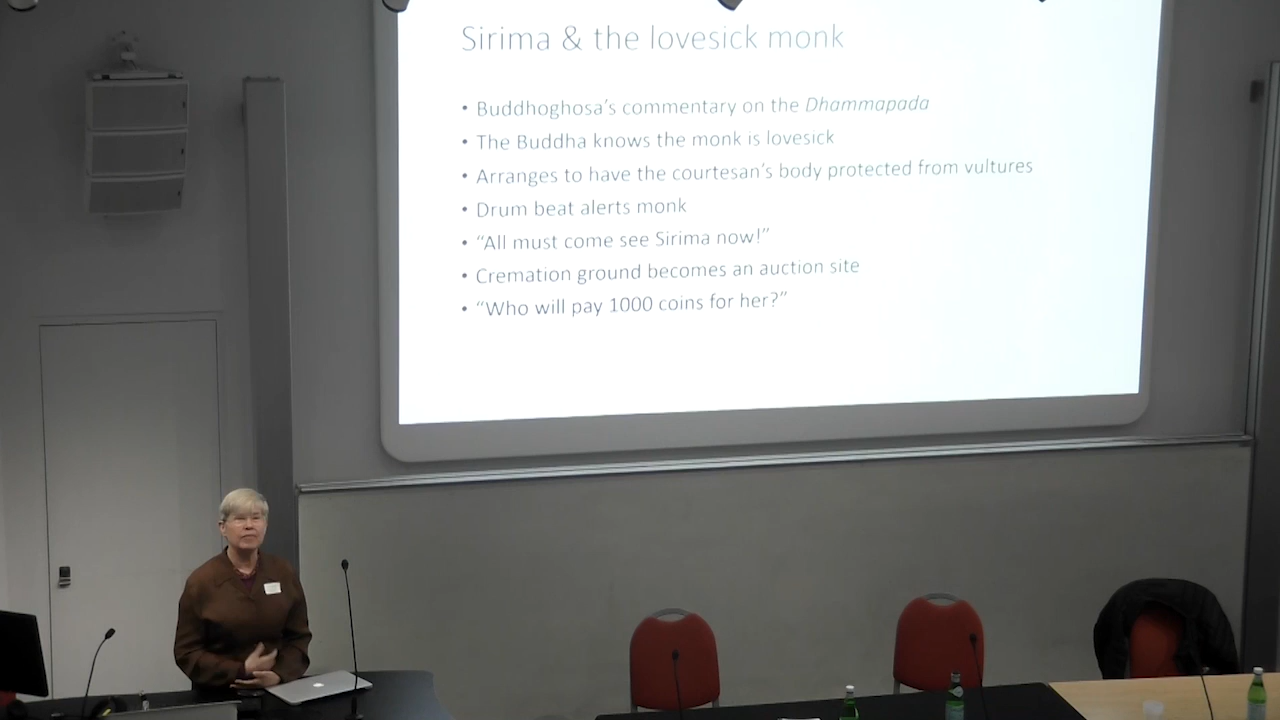 Sirima & the lovesick monk
• Buddhoghosa's commentary on the Dhammapada
• The Buddha knows the monk is lovesick
• Arranges to have the courtesan's body protected from vultures
• Drum beat alerts monk
• “All must come see Sirima now!”
• Cremation ground becomes an auction site
• “Who will pay 1000 coins for her?”